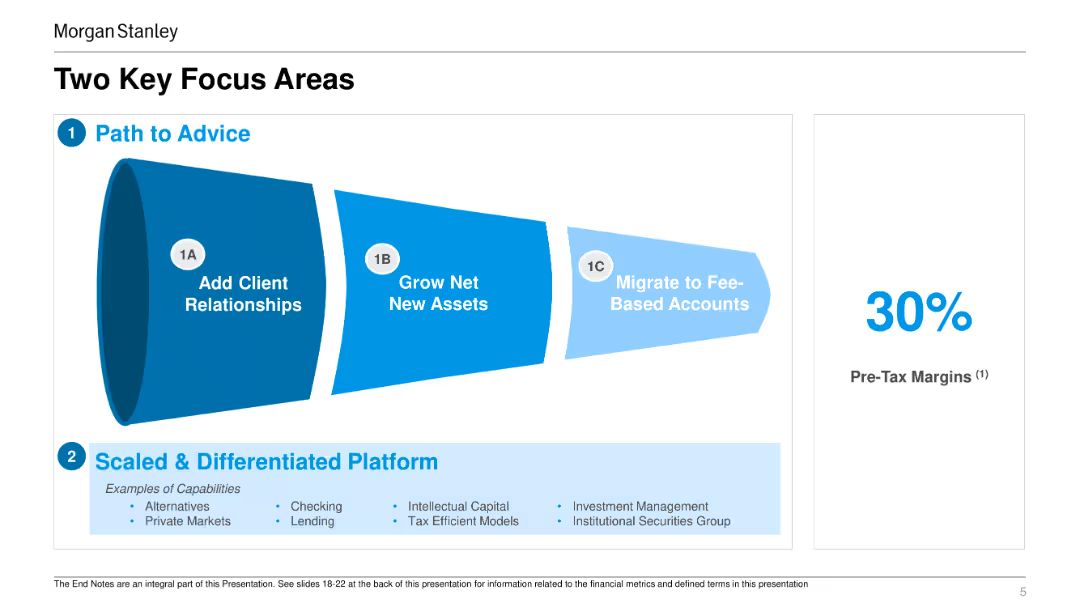 Morgan Stanley
Two Key Focus Areas
1 Path to Advice
1A
Add Client
Relationships
1B
Grow Net
New Assets
1C
Migrate to Fee-
Based Accounts
30%
Pre-Tax Margins (1)
2 Scaled & Differentiated Platform
Examples of Capabilities
• Alternatives
• Private Markets
• Checking
• Lending
• Intellectual Capital
• Tax Efficient Models
• Investment Management
• Institutional Securities Group
The End Notes are an integral part of this Presentation. See slides 18-22 at the back of this presentation for information related to the financial metrics and defined terms in this presentation
5